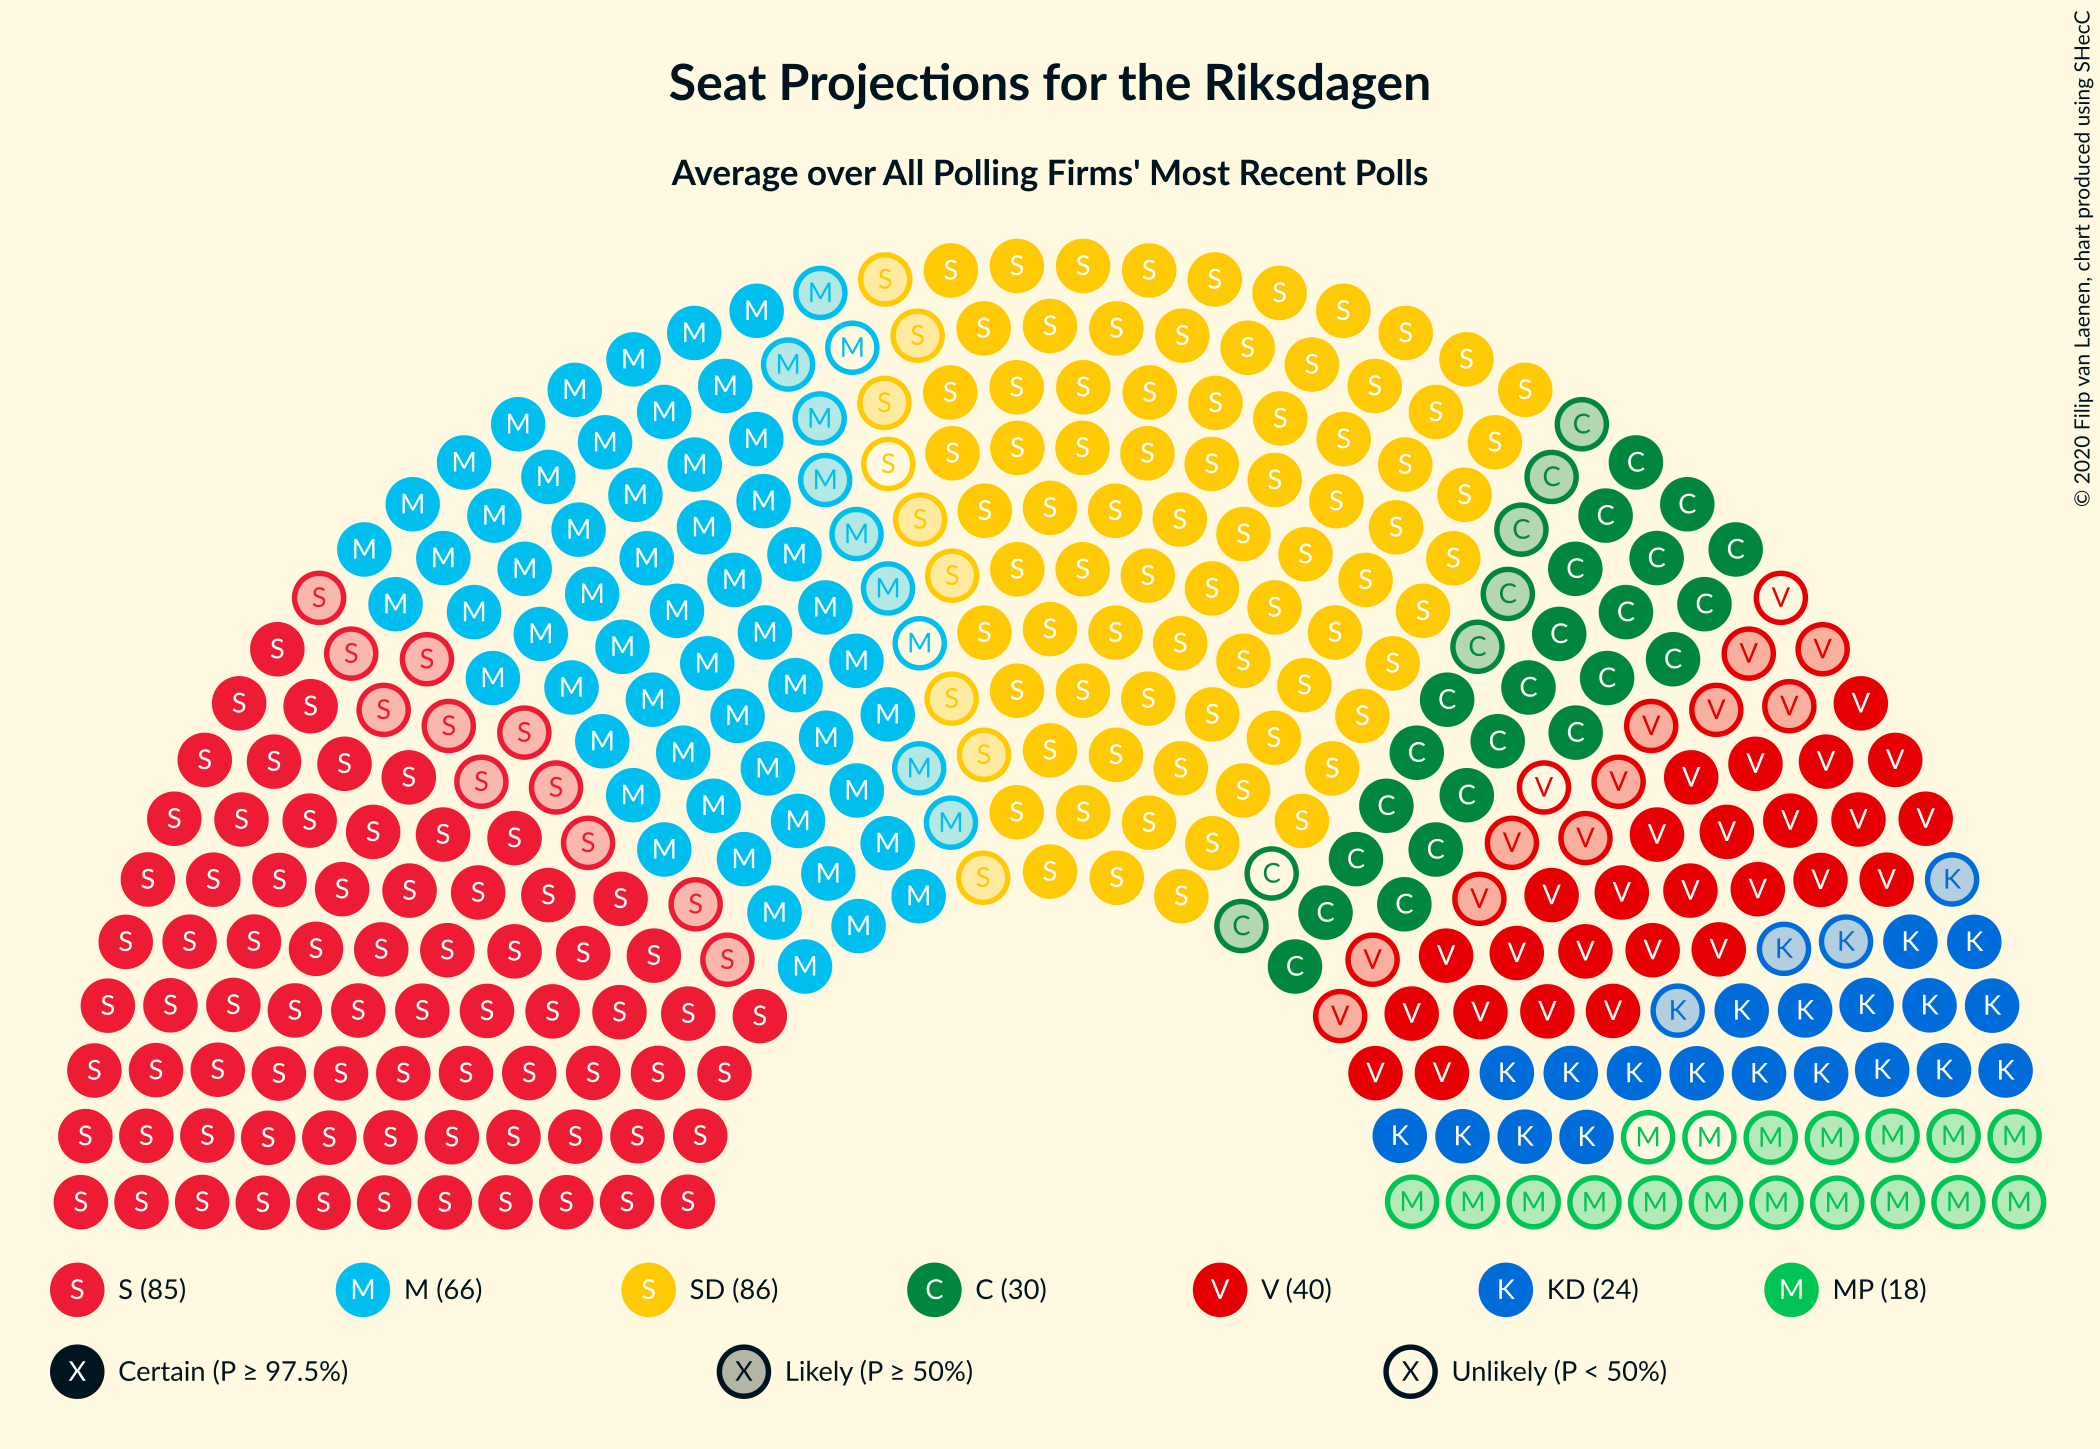 Seat Projections for the Riksdagen
Average over All Polling Firms' Most Recent Polls
© 2020 Filip van Laenen, chart produced using SHecC
S S (85) M M (66) S SD (86) C C (30) V V (40) K KD (24) M MP (18)
X Certain (P ≥ 97.5%) X Likely (P ≥ 50%) X Unlikely (P < 50%)